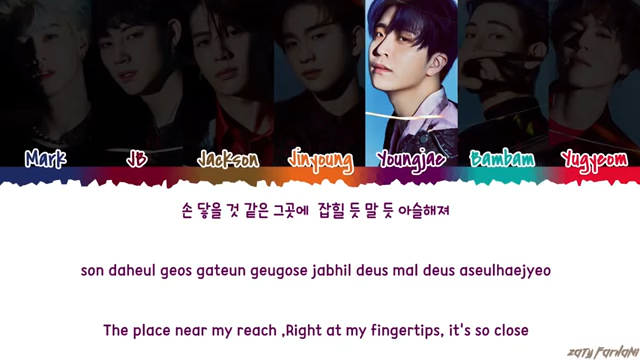 Mark JB Jackson Jinyoung Youngjae Bambam Yugyeom
손 닿을 것 같은 그곳에 잡힐 듯 말 듯 아슬해져
son daheul geos gateun geugose jabhil deus mal deus aseulhaejyeo
The place near my reach ,Right at my fingertips, it's so close
ZaTy FarhaNi